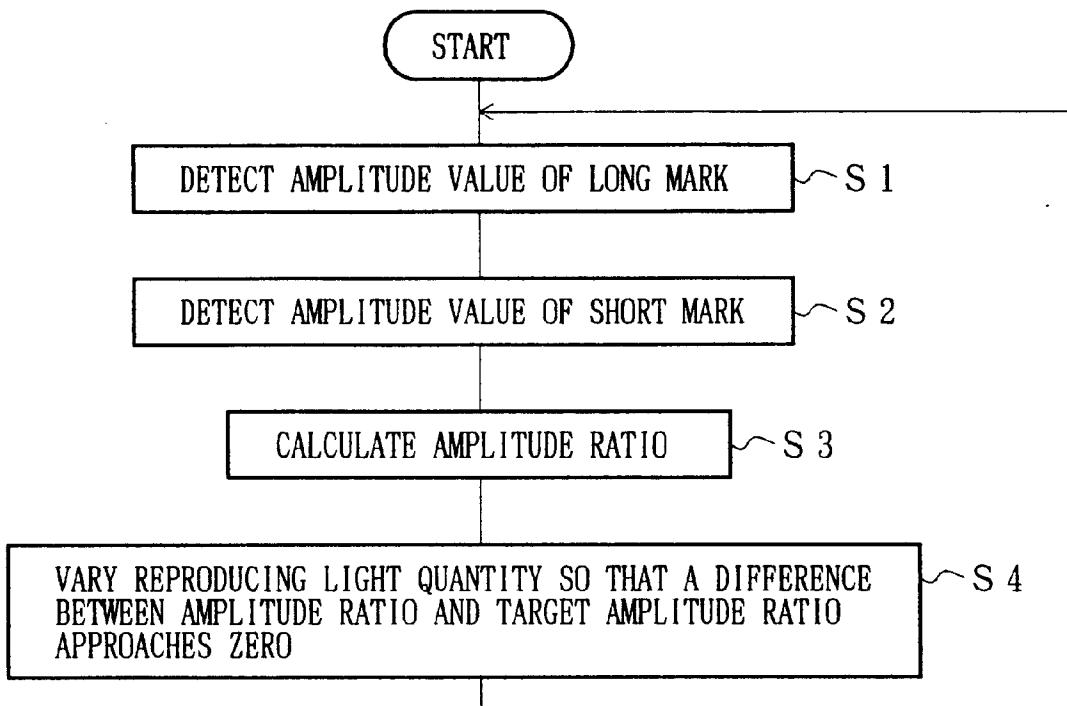 START
DETECT AMPLITUDE VALUE OF LONG MARK
S 1
DETECT AMPLITUDE VALUE OF SHORT MARK
S 2
CALCULATE AMPLITUDE RATIO
S 3
VARY REPRODUCING LIGHT QUANTITY SO THAT A DIFFERENCE
BETWEEN AMPLITUDE RATIO AND TARGET AMPLITUDE RATIO
APPROACHES ZERO
S 4